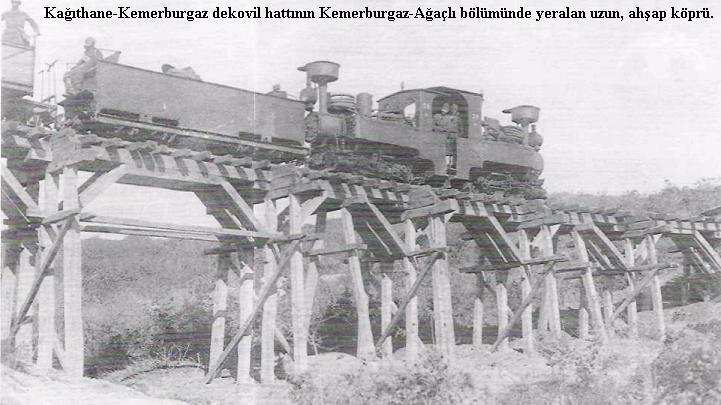 Kağıthane-Kemerburgaz dekovil hattının Kemerburgaz-Ağaçlı bölümünde yeralan uzun, ahşap köprü.